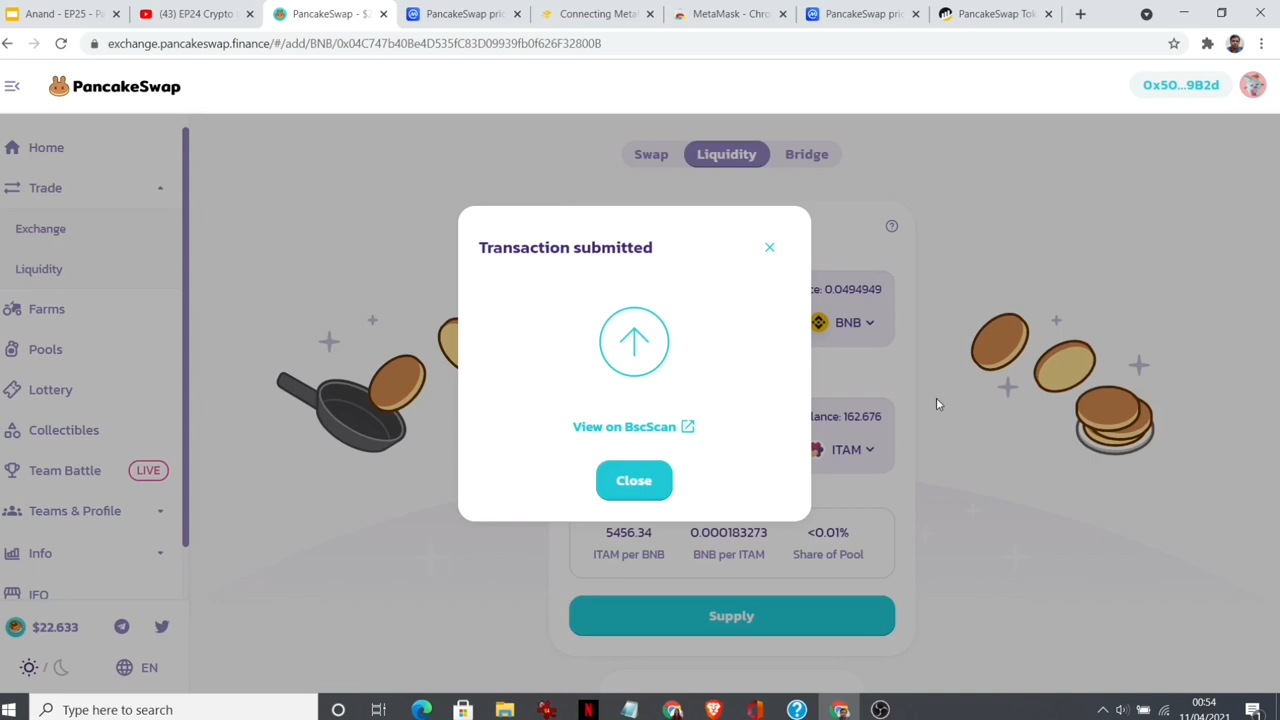 Anand - EP25 - Pa
(43) EP24 Crypto
PancakeSwap - $2
PancakeSwap pric
Connecting Meta
MetaMask - Chro
PancakeSwap pric
PancakeSwap Tok
exchange.pancakeswap.finance/#/add/BNB/0x04C747b40Be4D535fC83D09939fb0f626F32800B
PancakeSwap
0x50...9B2d
Home
Trade
Exchange
Liquidity
Farms
Pools
Lottery
Collectibles
Team Battle LIVE
Teams & Profile
Info
IFO
$22.633
EN
Swap Liquidity Bridge
Transaction submitted
View on BscScan
Close
0.0494949
BNB
162.676
ITAM
5456.34 0.000183273 <0.01%
ITAM per BNB BNB per ITAM Share of Pool
Supply
Type here to search
00:54
11/04/2021